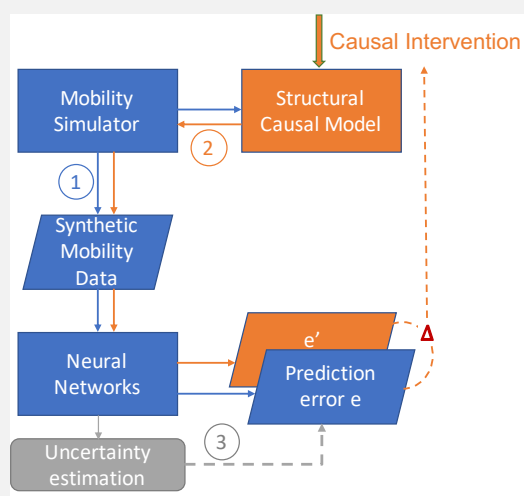 Causal Intervention
Mobility
Simulator
Structural
Causal Model
1
2
Synthetic
Mobility
Data
Neural
Networks
e'
Δ
Prediction
error e
3
Uncertainty
estimation